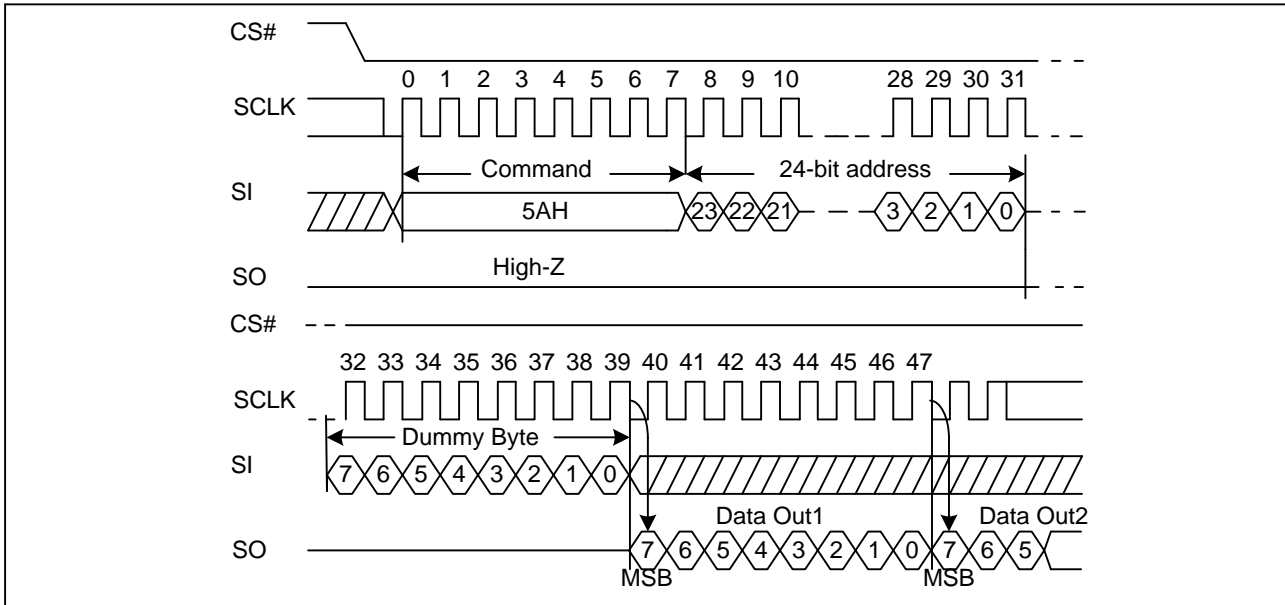 CS#
0 1 2 3 4 5 6 7 8 9 10 28 29 30 31
SCLK
Command 24-bit address
SI
5AH 23 22 21 3 2 1 0
High-Z
SO
CS#
32 33 34 35 36 37 38 39 40 41 42 43 44 45 46 47
SCLK
Dummy Byte
SI
7 6 5 4 3 2 1 0
Data Out1 Data Out2
SO
7 6 5 4 3 2 1 0 7 6 5
MSB MSB